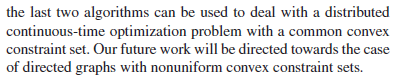 the last two algorithms can be used to deal with a distributed
continuous-time optimization problem with a common convex
constraint set. Our future work will be directed towards the case
of directed graphs with nonuniform convex constraint sets.